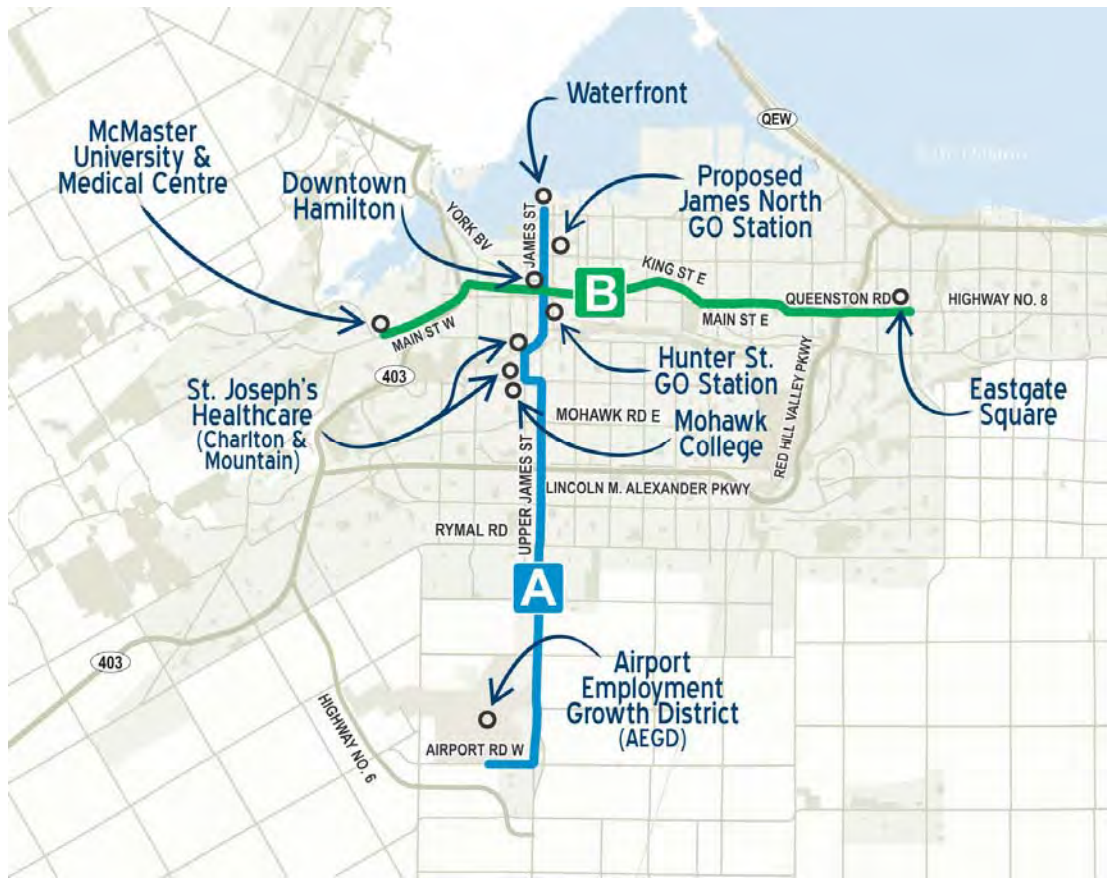 Waterfront
QEW
McMaster
University &
Medical Centre
Downtown
Hamilton
Proposed
James North
GO Station
YORK BV
JAMES ST
KING ST E
B
QUEENSTON RD
HIGHWAY NO. 8
MAIN ST W
MAIN ST E
403
Hunter St.
GO Station
Eastgate
Square
St. Joseph's
Healthcare
(Charlton &
Mountain)
MOHAWK RD E
Mohawk
College
RED HILL VALLEY PKWY
UPPER JAMES ST
LINCOLN M. ALEXANDER PKWY
RYMAL RD
A
403
Airport
Employment
Growth District
(AEGD)
HIGHWAY NO. 6
AIRPORT RD W